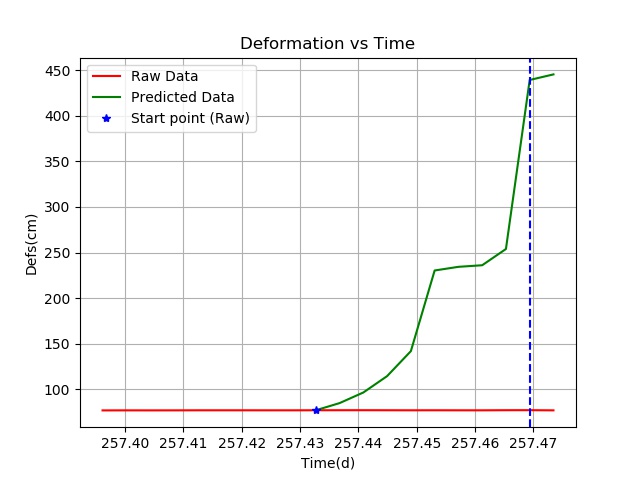 Deformation vs Time
Raw Data
Predicted Data
Start point (Raw)
450
400
350
300
250
200
150
100
Defs(cm)
257.40 257.41 257.42 257.43 257.44 257.45 257.46 257.47
Time(d)